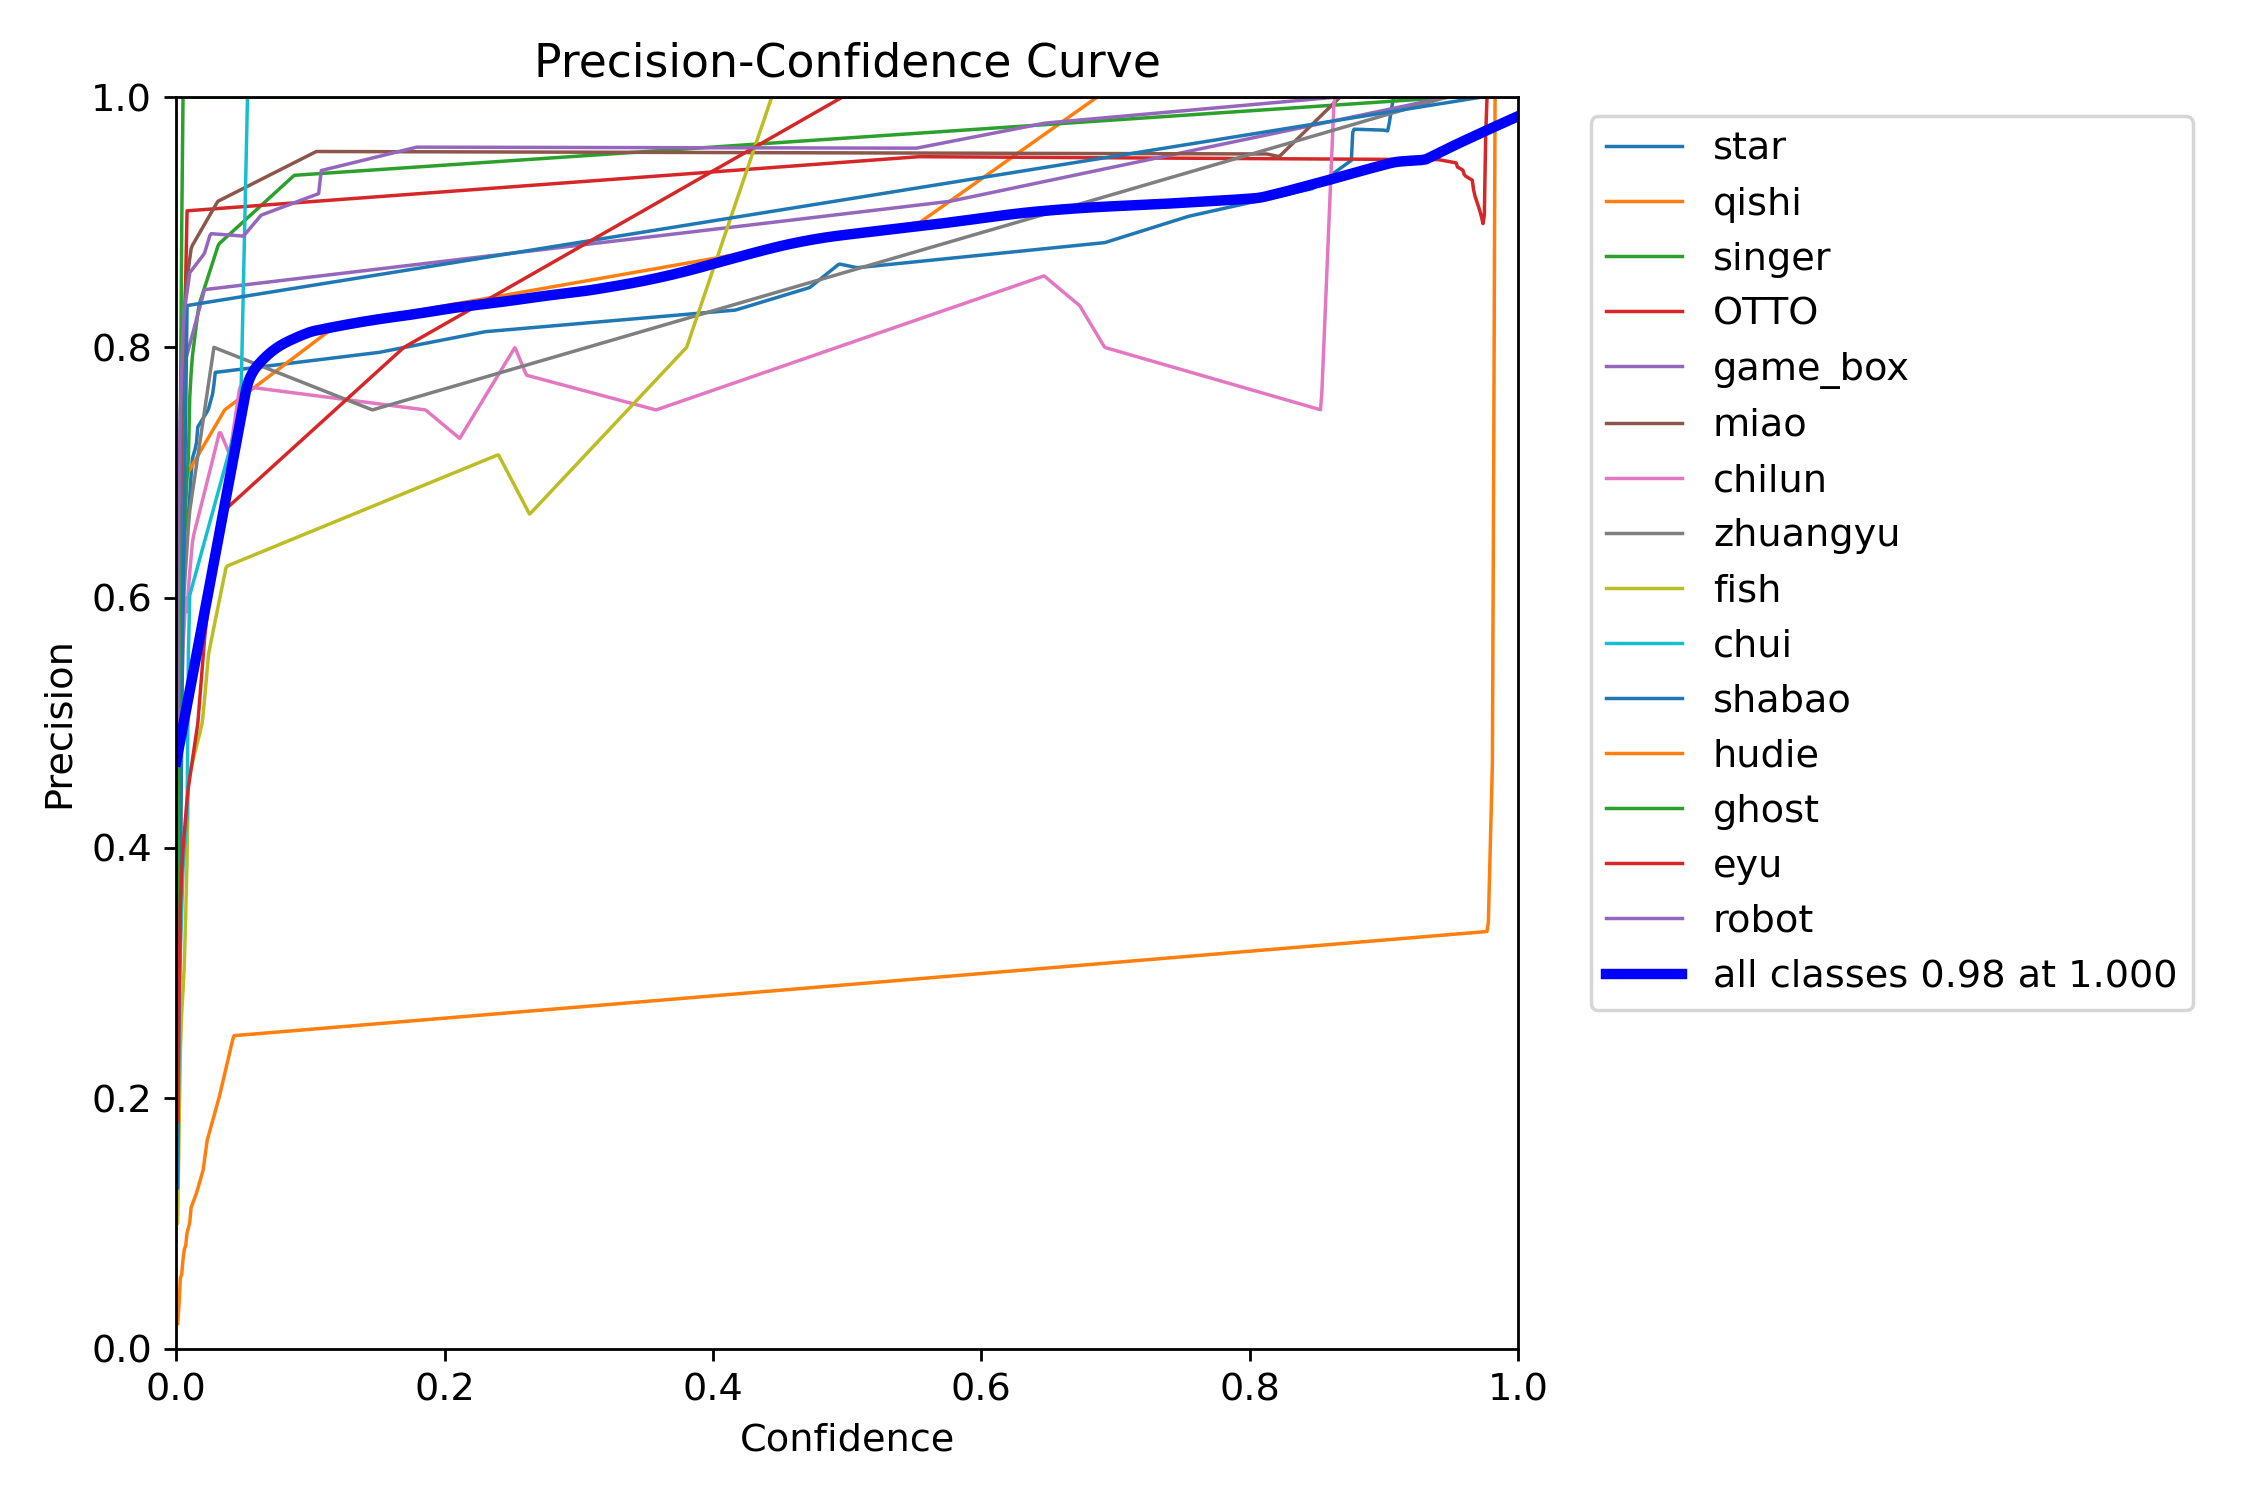 Precision-Confidence Curve
1.0
0.8
0.6
0.4
0.2
0.0
Precision
0.0 0.2 0.4 0.6 0.8 1.0
Confidence
star
qishi
singer
OTTO
game_box
miao
chilun
zhuangyu
fish
chui
shabao
hudie
ghost
eyu
robot
all classes 0.98 at 1.000